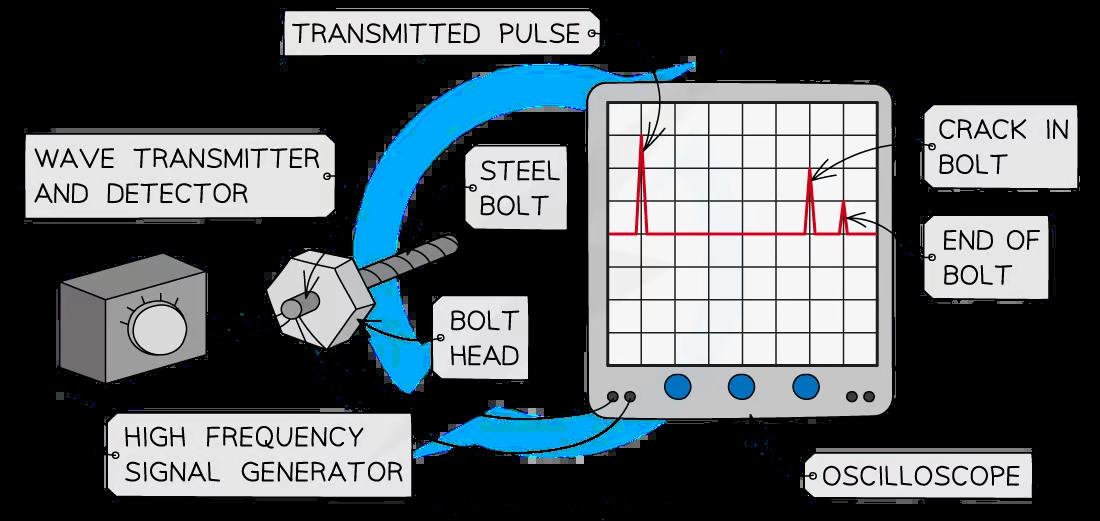 TRANSMITTED PULSE
WAVE TRANSMITTER
AND DETECTOR
STEEL
BOLT
CRACK IN
BOLT
END OF
BOLT
BOLT
HEAD
HIGH FREQUENCY
SIGNAL GENERATOR
OSCILLOSCOPE